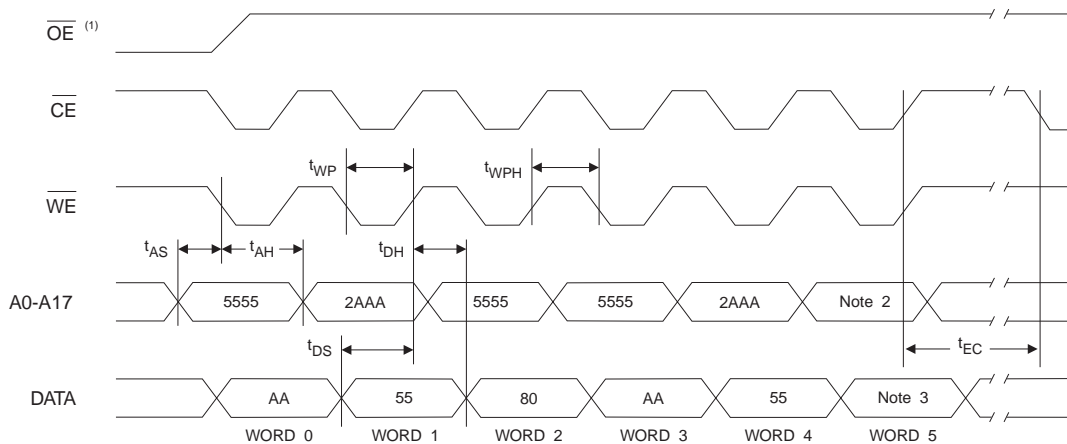 OE (1)
CE
tWP
tWPH
WE
tAS
tAH
tDH
A0-A17
5555
2AAA
5555
5555
2AAA
Note 2
tDS
tEC
DATA
AA
55
80
AA
55
Note 3
WORD 0
WORD 1
WORD 2
WORD 3
WORD 4
WORD 5